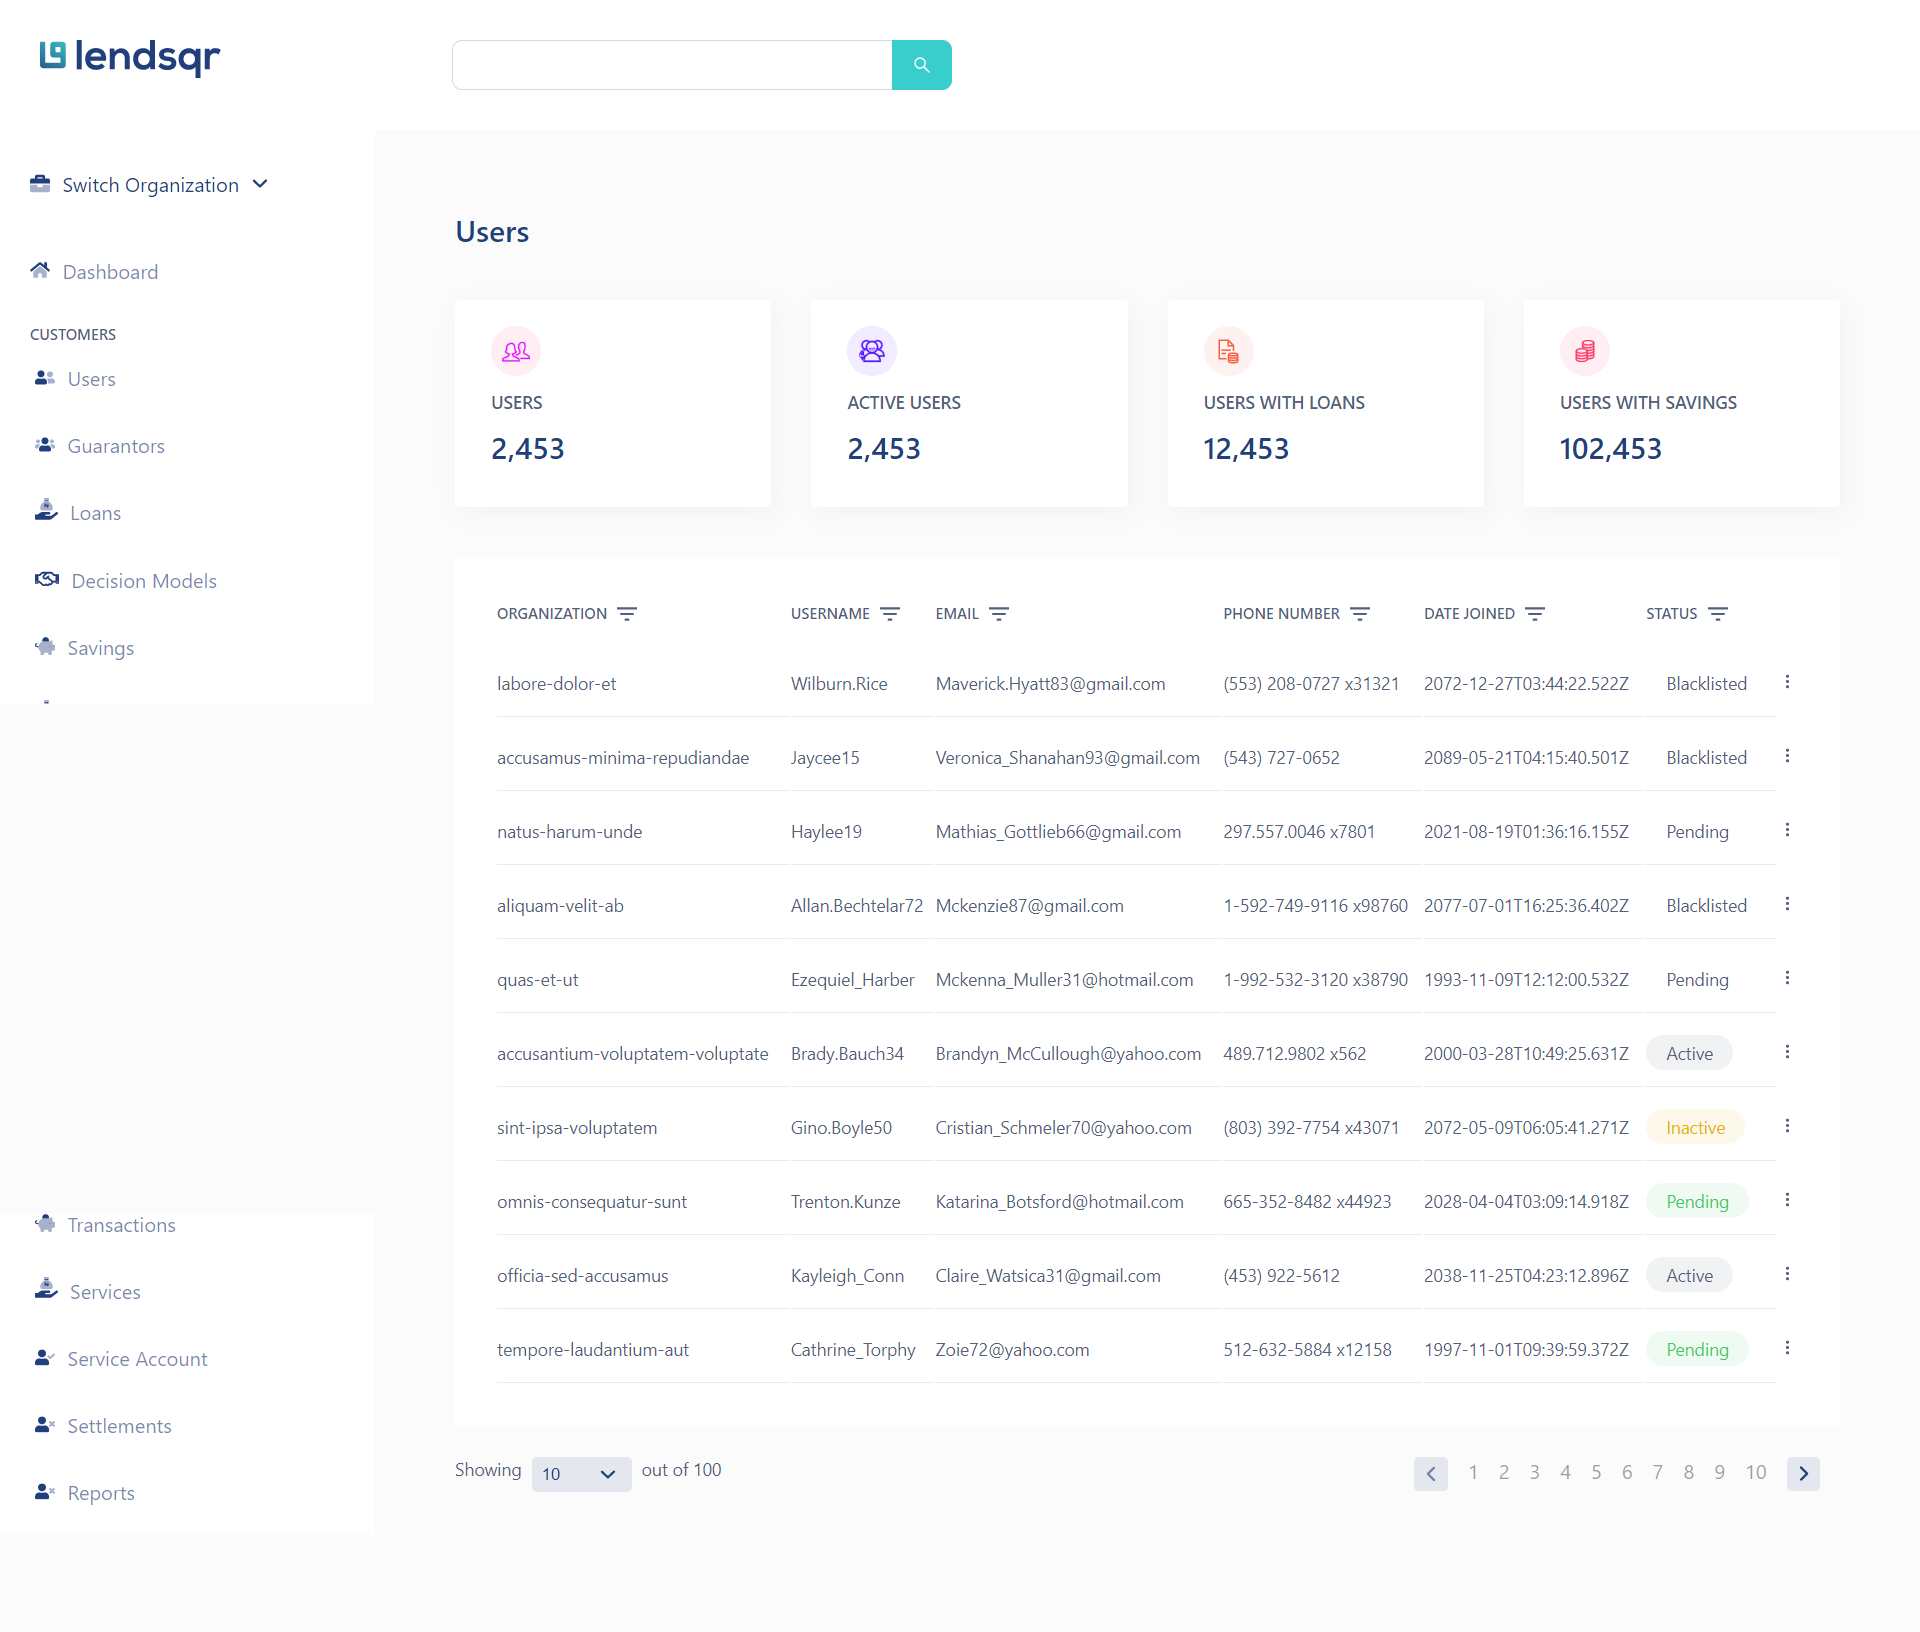 lendsqr
Switch Organization
Dashboard
CUSTOMERS
Users
Guarantors
Loans
Decision Models
Savings
Transactions
Services
Service Account
Settlements
Reports
Users
USERS
2,453
ACTIVE USERS
2,453
USERS WITH LOANS
12,453
USERS WITH SAVINGS
102,453
ORGANIZATION USERNAME EMAIL PHONE NUMBER DATE JOINED STATUS
labore-dolor-et Wilburn.Rice Maverick.Hyatt83@gmail.com (553) 208-0727 x31321 2072-12-27T03:44:22.522Z Blacklisted
accusamus-minima-repudiandae Jaycee15 Veronica_Shanahan93@gmail.com (543) 727-0652 2089-05-21T04:15:40.501Z Blacklisted
natus-harum-unde Haylee19 Mathias_Gottlieb66@gmail.com 297.557.0046 x7801 2021-08-19T01:36:16.155Z Pending
aliquam-velit-ab Allan.Bechtelar72 Mckenzie87@gmail.com 1-592-749-9116 x98760 2077-07-01T16:25:36.402Z Blacklisted
quas-et-ut Ezequiel_Harber Mckenna_Muller31@hotmail.com 1-992-532-3120 x38790 1993-11-09T12:12:00.532Z Pending
accusantium-voluptatem-voluptate Brady.Bauch34 Brandyn_McCullough@yahoo.com 489.712.9802 x562 2000-03-28T10:49:25.631Z Active
sint-ipsa-voluptatem Gino.Boyle50 Cristian_Schmeler70@yahoo.com (803) 392-7754 x43071 2072-05-09T06:05:41.271Z Inactive
omnis-consequatur-sunt Trenton.Kunze Katarina_Botsford@hotmail.com 665-352-8482 x44923 2028-04-04T03:09:14.918Z Pending
officia-sed-accusamus Kayleigh_Conn Claire_Watsica31@gmail.com (453) 922-5612 2038-11-25T04:23:12.896Z Active
tempore-laudantium-aut Cathrine_Torphy Zoie72@yahoo.com 512-632-5884 x12158 1997-11-01T09:39:59.372Z Pending
Showing 10 out of 100
1 2 3 4 5 6 7 8 9 10